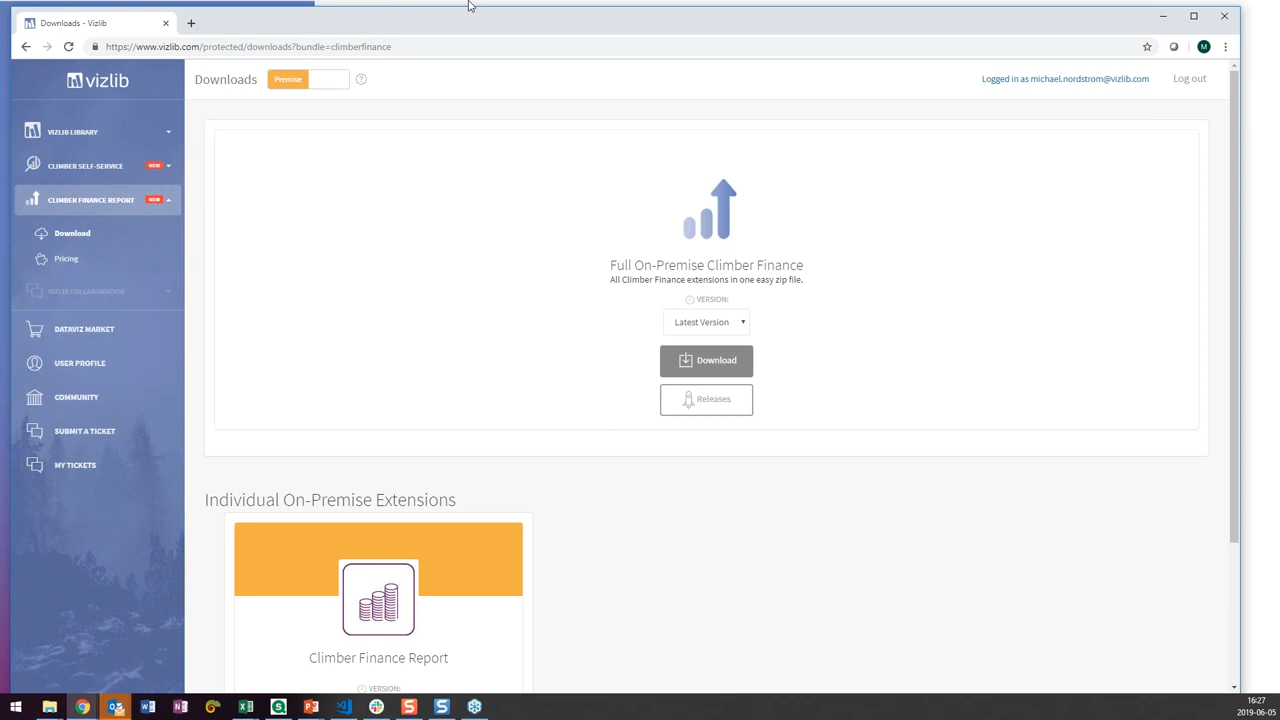 Downloads - Vizlib
https://www.vizlib.com/protected/downloads?bundle=climberfinance
M
vizlib
Downloads
Premise
?
Logged in as michael.nordstrom@vizlib.com
Log out
VIZLIB LIBRARY
CLIMBER SELF-SERVICE NEW
CLIMBER FINANCE REPORT NEW
Download
Pricing
VIZLIB COLLABORATION
DATAVIZ MARKET
USER PROFILE
COMMUNITY
SUBMIT A TICKET
MY TICKETS
Full On-Premise Climber Finance
All Climber Finance extensions in one easy zip file.
VERSION:
Latest Version
Download
Releases
Individual On-Premise Extensions
Climber Finance Report
VERSION:
16:27
2019-06-05